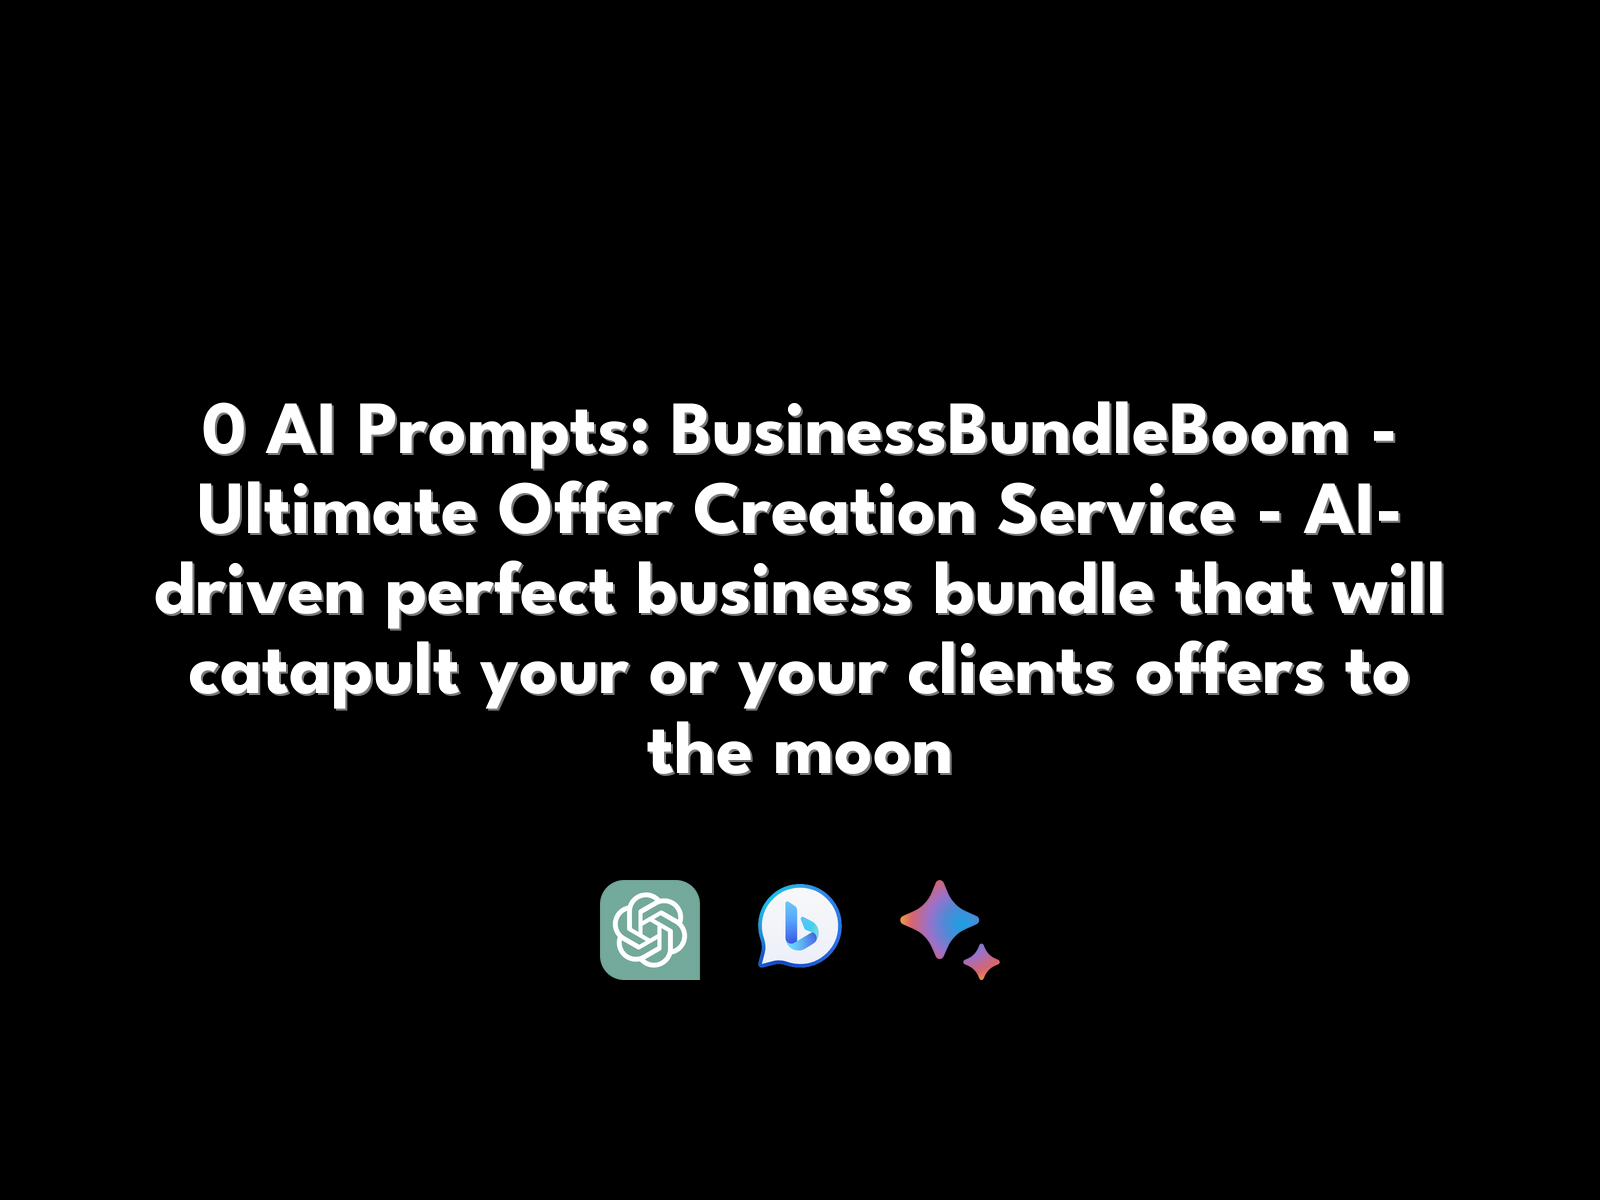 0 AI Prompts: BusinessBundleBoom -
Ultimate Offer Creation Service - AI-
driven perfect business bundle that will
catapult your or your clients offers to
the moon